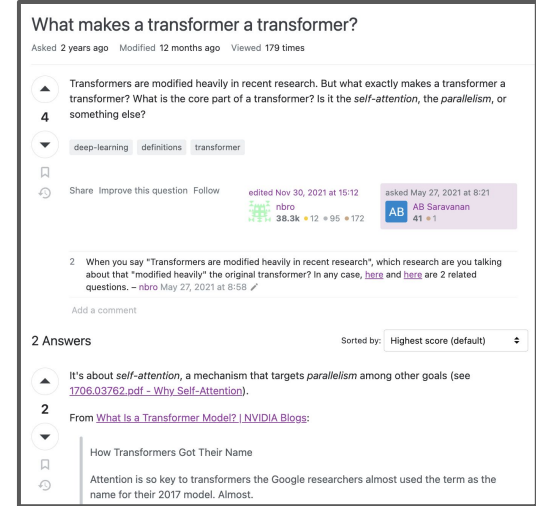 What makes a transformer a transformer?
Asked 2 years ago Modified 12 months ago Viewed 179 times
Transformers are modified heavily in recent research. But what exactly makes a transformer a
transformer? What is the core part of a transformer? Is it the self-attention, the parallelism, or
something else?
4
deep-learning definitions transformer
Share Improve this question Follow
edited Nov 30, 2021 at 15:12
nbro
38.3k 12 95 172
asked May 27, 2021 at 8:21
AB
AB Saravanan
41 1
2 When you say "Transformers are modified heavily in recent research", which research are you talking
about that "modified heavily" the original transformer? In any case, here and here are 2 related
questions. – nbro May 27, 2021 at 8:58
Add a comment
2 Answers
Sorted by: Highest score (default)
It's about self-attention, a mechanism that targets parallelism among other goals (see
1706.03762.pdf - Why Self-Attention).
2
From What Is a Transformer Model? | NVIDIA Blogs:
How Transformers Got Their Name
Attention is so key to transformers the Google researchers almost used the term as the
name for their 2017 model. Almost.